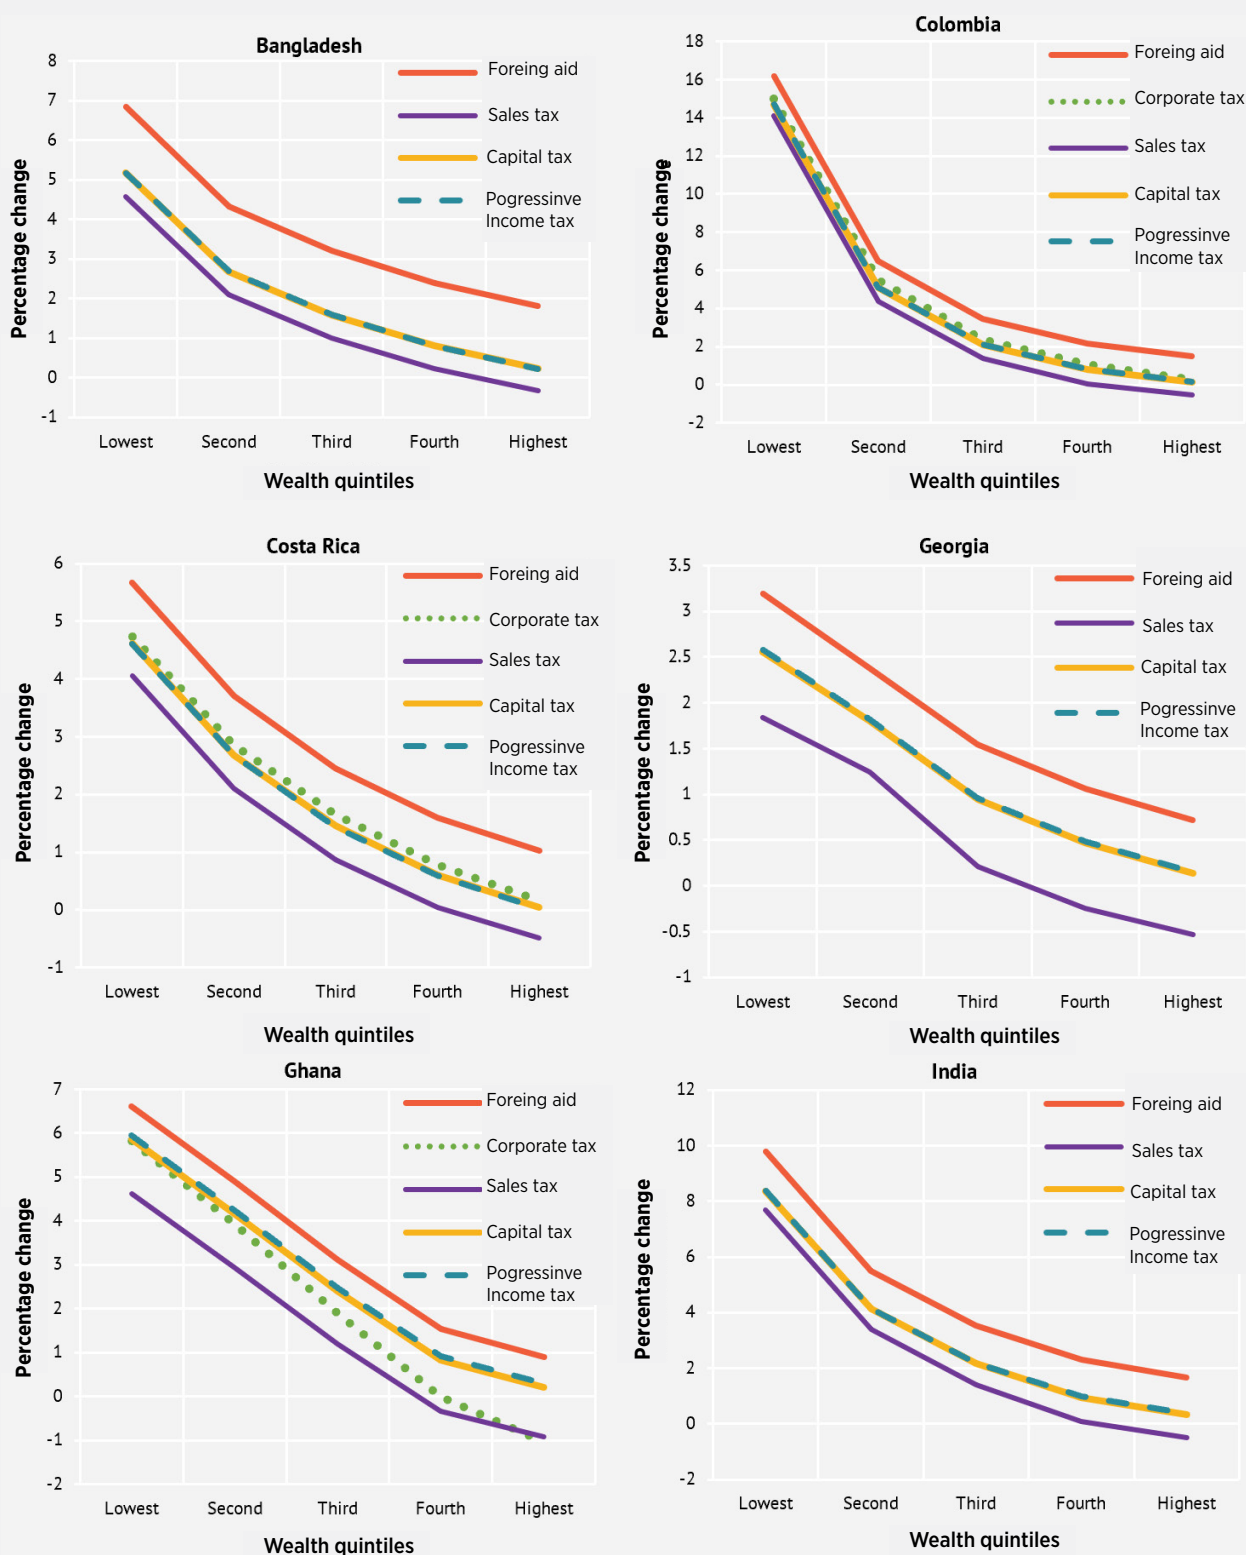 Bangladesh
8
7
6
5
4
3
2
1
0
-1
Percentage change
Foreing aid
Sales tax
Capital tax
Pogressinve
Income tax
Lowest Second Third Fourth Highest
Wealth quintiles
Colombia
18
16
14
12
10
8
6
4
2
0
-2
Percentage change
Foreing aid
Corporate tax
Sales tax
Capital tax
Pogressinve
Income tax
Lowest Second Third Fourth Highest
Wealth quintiles
Costa Rica
6
5
4
3
2
1
0
-1
Percentage change
Foreing aid
Corporate tax
Sales tax
Capital tax
Pogressinve
Income tax
Lowest Second Third Fourth Highest
Wealth quintiles
Georgia
3.5
3
2.5
2
1.5
1
0.5
0
-0.5
-1
Percentage change
Foreing aid
Sales tax
Capital tax
Pogressinve
Income tax
Lowest Second Third Fourth Highest
Wealth quintiles
Ghana
7
6
5
4
3
2
1
0
-1
-2
Percentage change
Foreing aid
Corporate tax
Sales tax
Capital tax
Pogressinve
Income tax
Lowest Second Third Fourth Highest
Wealth quintiles
India
12
10
8
6
4
2
0
-2
Percentage change
Foreing aid
Sales tax
Capital tax
Pogressinve
Income tax
Lowest Second Third Fourth Highest
Wealth quintiles